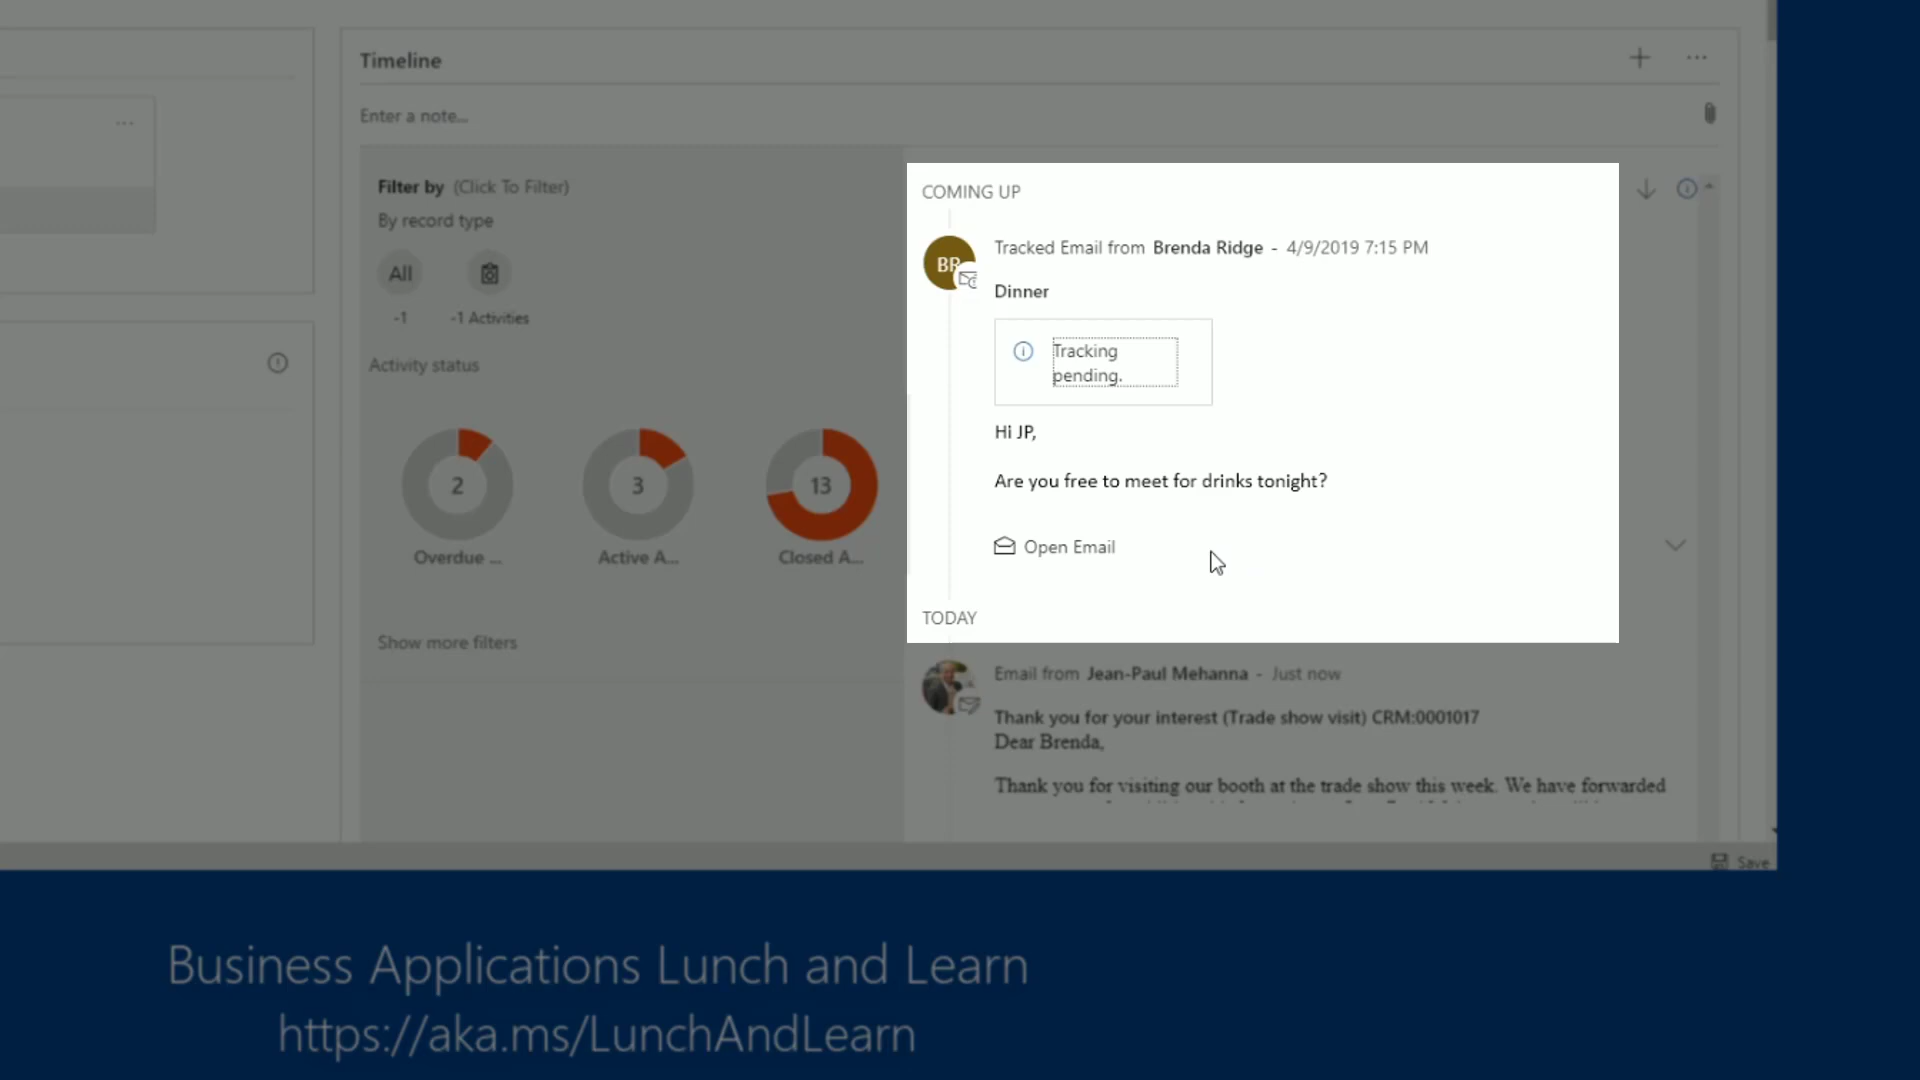 Timeline
Enter a note...
Filter by (Click To Filter)
By record type
All
-1
-1 Activities
Activity status
2
3
13
Overdue ...
Active A...
Closed A...
Show more filters
COMING UP
BR
Tracked Email from Brenda Ridge - 4/9/2019 7:15 PM
Dinner
Tracking
pending.
Hi JP,
Are you free to meet for drinks tonight?
Open Email
TODAY
Email from Jean-Paul Mehanna - Just now
Thank you for your interest (Trade show visit) CRM:0001017
Dear Brenda,
Thank you for visiting our booth at the trade show this week. We have forwarded
Save
Business Applications Lunch and Learn
https://aka.ms/LunchAndLearn